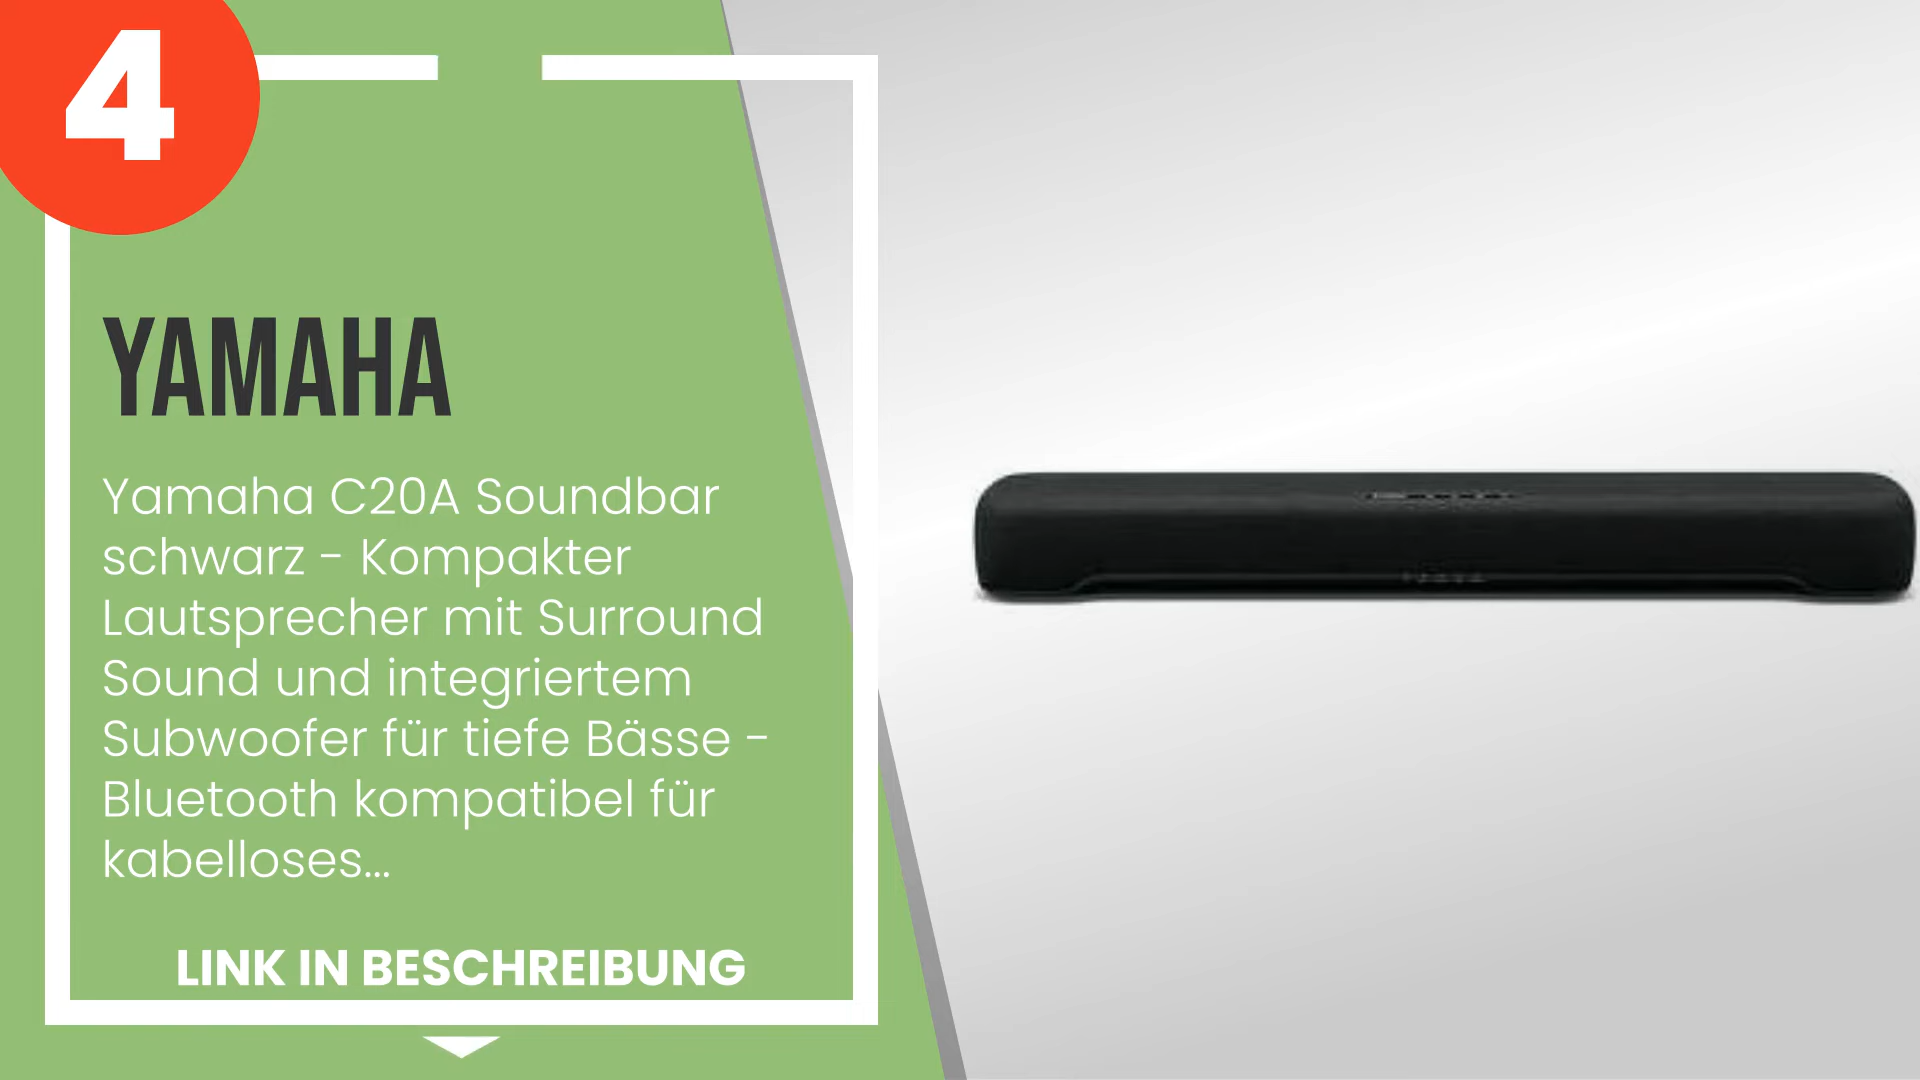 4
YAMAHA
Yamaha C20A Soundbar
schwarz - Kompakter
Lautsprecher mit Surround
Sound und integriertem
Subwoofer für tiefe Bässe -
Bluetooth kompatibel für
kabelloses...
LINK IN BESCHREIBUNG